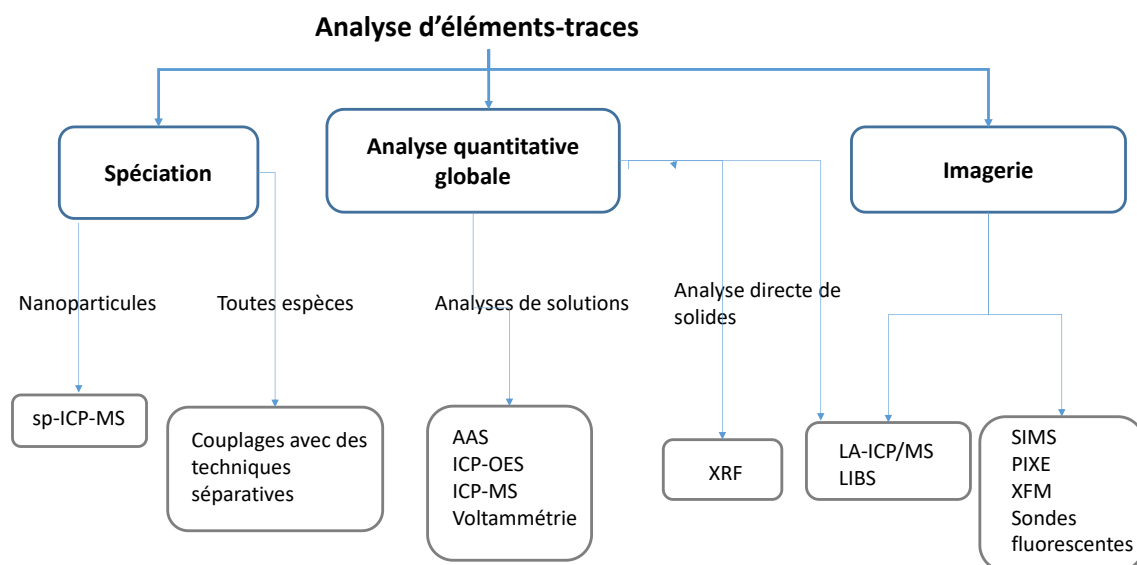 Analyse d’éléments-traces
Spéciation
Analyse quantitative
globale
Imagerie
Nanoparticules
Toutes espèces
Analyses de solutions
Analyse directe de
solides
sp-ICP-MS
Couplages avec des
techniques
séparatives
AAS
ICP-OES
ICP-MS
Voltammétrie
XRF
LA-ICP/MS
LIBS
SIMS
PIXE
XFM
Sondes
fluorescentes